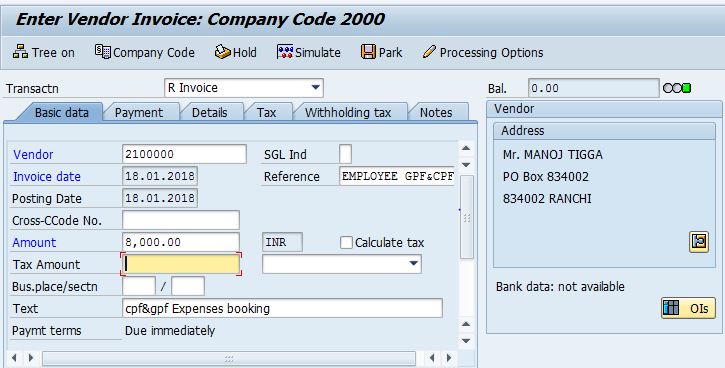 Enter Vendor Invoice: Company Code 2000
Tree on Company Code Hold Simulate Park Processing Options
Transactn R Invoice Bal. 0.00
Basic data Payment Details Tax Withholding tax Notes
Vendor
Address
Mr. MANOJ TIGGA
PO Box 834002
834002 RANCHI
Vendor 2100000 SGL Ind
Invoice date 18.01.2018 Reference EMPLOYEE GPF&CPF
Posting Date 18.01.2018
Cross-CCode No.
Amount 8,000.00 INR Calculate tax
Tax Amount
Bus.place/sectn /
Text cpf&gpf Expenses booking
Paymt terms Due immediately
Bank data: not available
OIs